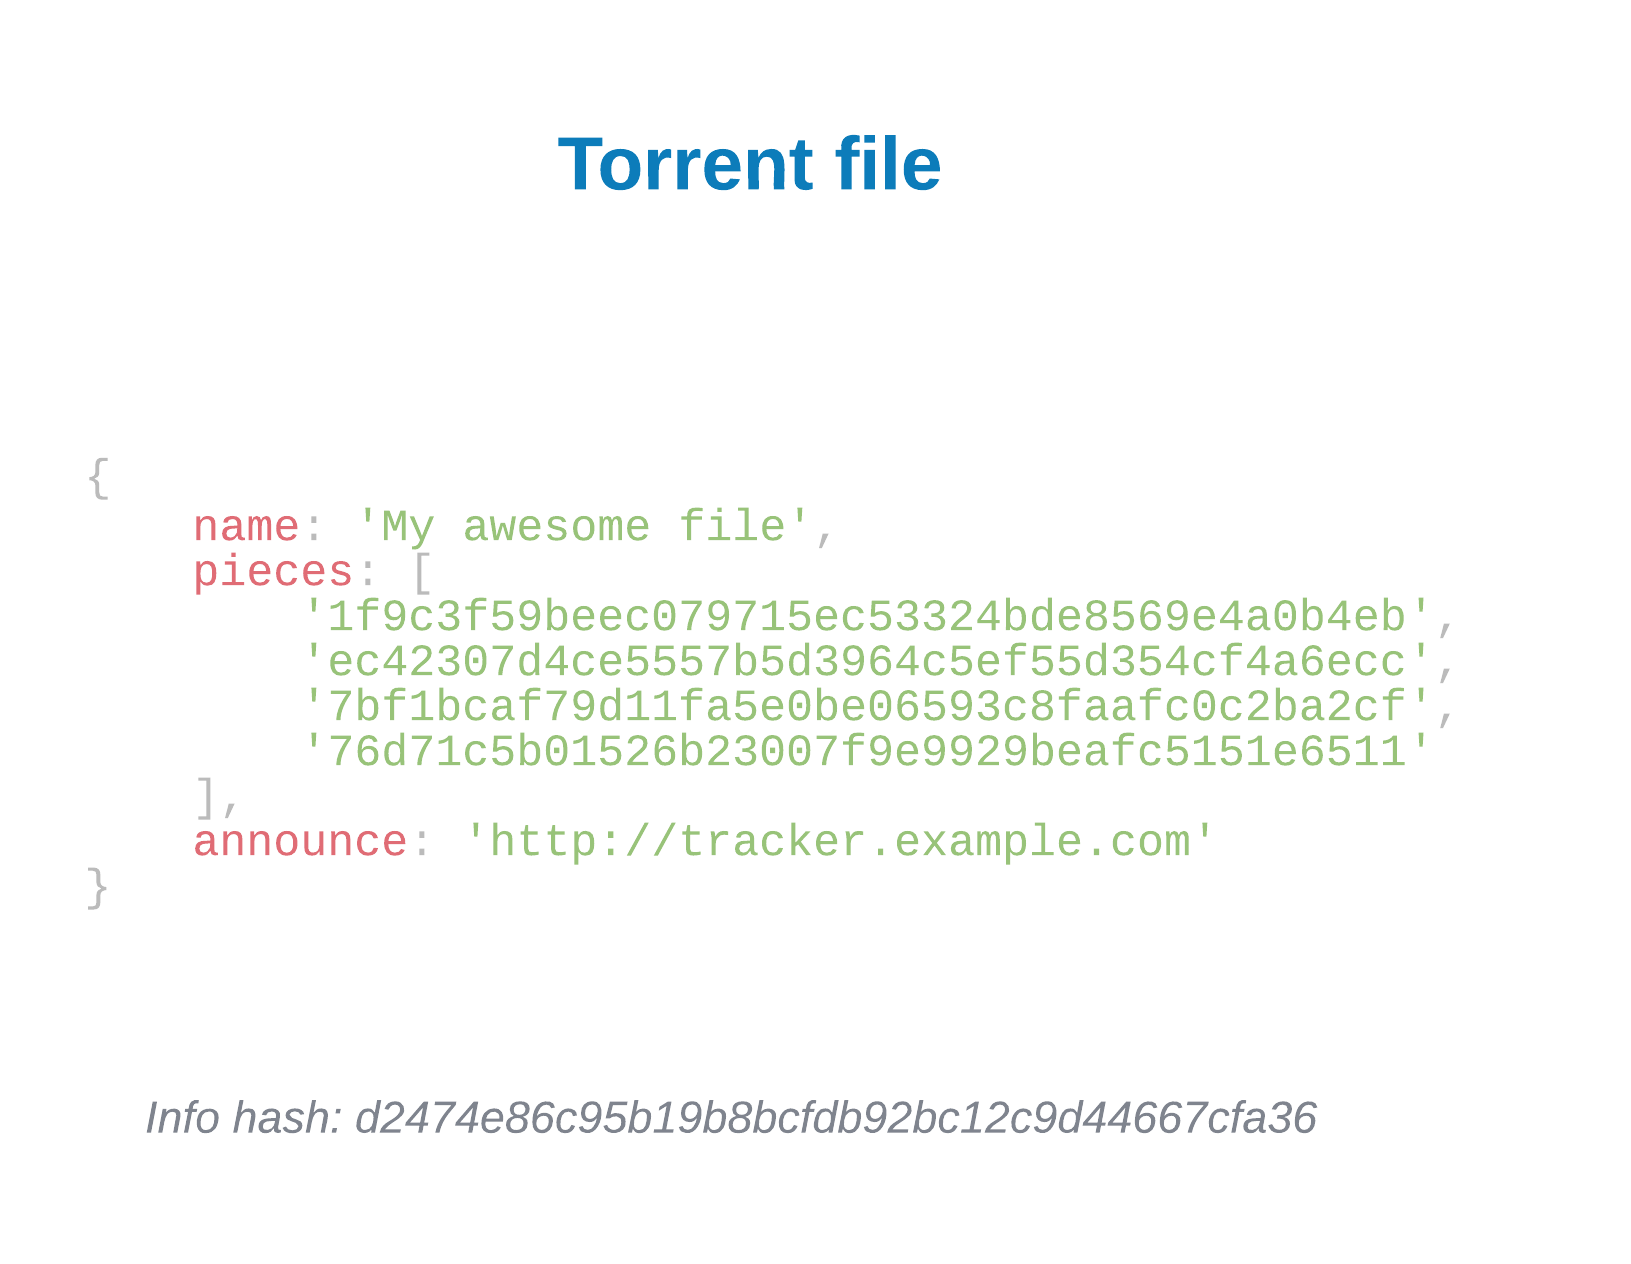 Torrent file
{
    name: 'My awesome file',
    pieces: [
        '1f9c3f59beec079715ec53324bde8569e4a0b4eb',
        'ec42307d4ce5557b5d3964c5ef55d354cf4a6ecc',
        '7bf1bcaf79d11fa5e0be06593c8faafc0c2ba2cf',
        '76d71c5b01526b23007f9e9929beafc5151e6511'
    ],
    announce: 'http://tracker.example.com'
}
Info hash: d2474e86c95b19b8bcfdb92bc12c9d44667cfa36